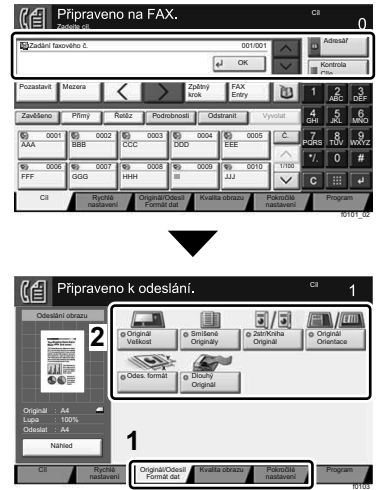 Připraveno na FAX.
Zadejte cíl.
Cíl
0
Zadání faxového č.
001/001
OK
Adresář
Kontrola
Cíle
Pozastavit
Mezera
Zpětný
krok
FAX
Entry
1
2
ABC
3
DEF
Zavěšeno
Přímý
Řetěz
Podrobnosti
Odstranit
Vyvolat
4
GHI
5
JKL
6
MNO
0001
AAA
0002
BBB
0003
CCC
0004
DDD
0005
EEE
Č.
7
PQRS
8
TUV
9
WXYZ
0006
FFF
0007
GGG
0008
HHH
0009
III
0010
JJJ
1/100
*/.
0
#
C
Cíl
Rychlé
nastavení
Originál/Odesíl
Formát dat
Kvalita obrazu
Pokročilé
nastavení
Program
f0101_02
Připraveno k odeslání.
Cíl
1
Odeslání obrazu
2
Originál
Velikost
Smíšené
Originály
2str/Kniha
Originál
Originál
Orientace
Odes. formát
Dlouhý
Originál
Originál : A4
Lupa : 100%
Odeslat : A4
Náhled
1
Cíl
Rychlé
nastavení
Originál/Odesíl
Formát dat
Kvalita obrazu
Pokročilé
nastavení
Program
f0103